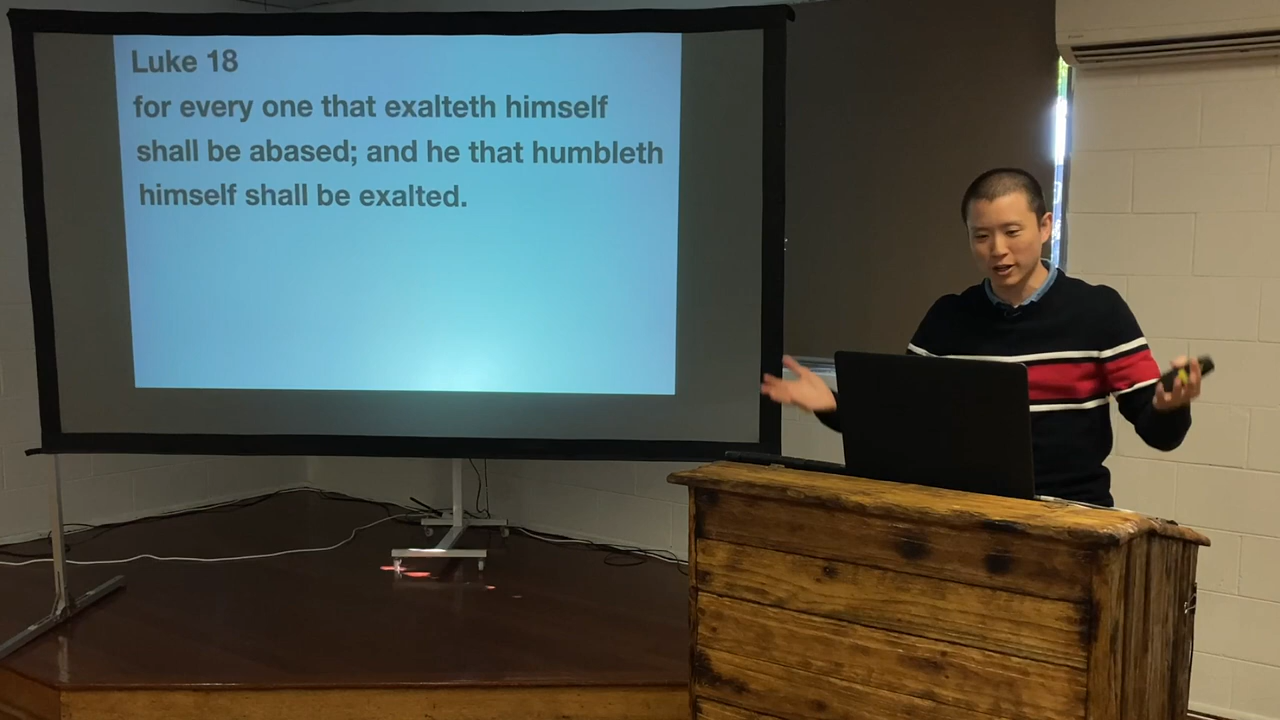 Luke 18
for every one that exalteth himself
shall be abased; and he that humbleth
himself shall be exalted.